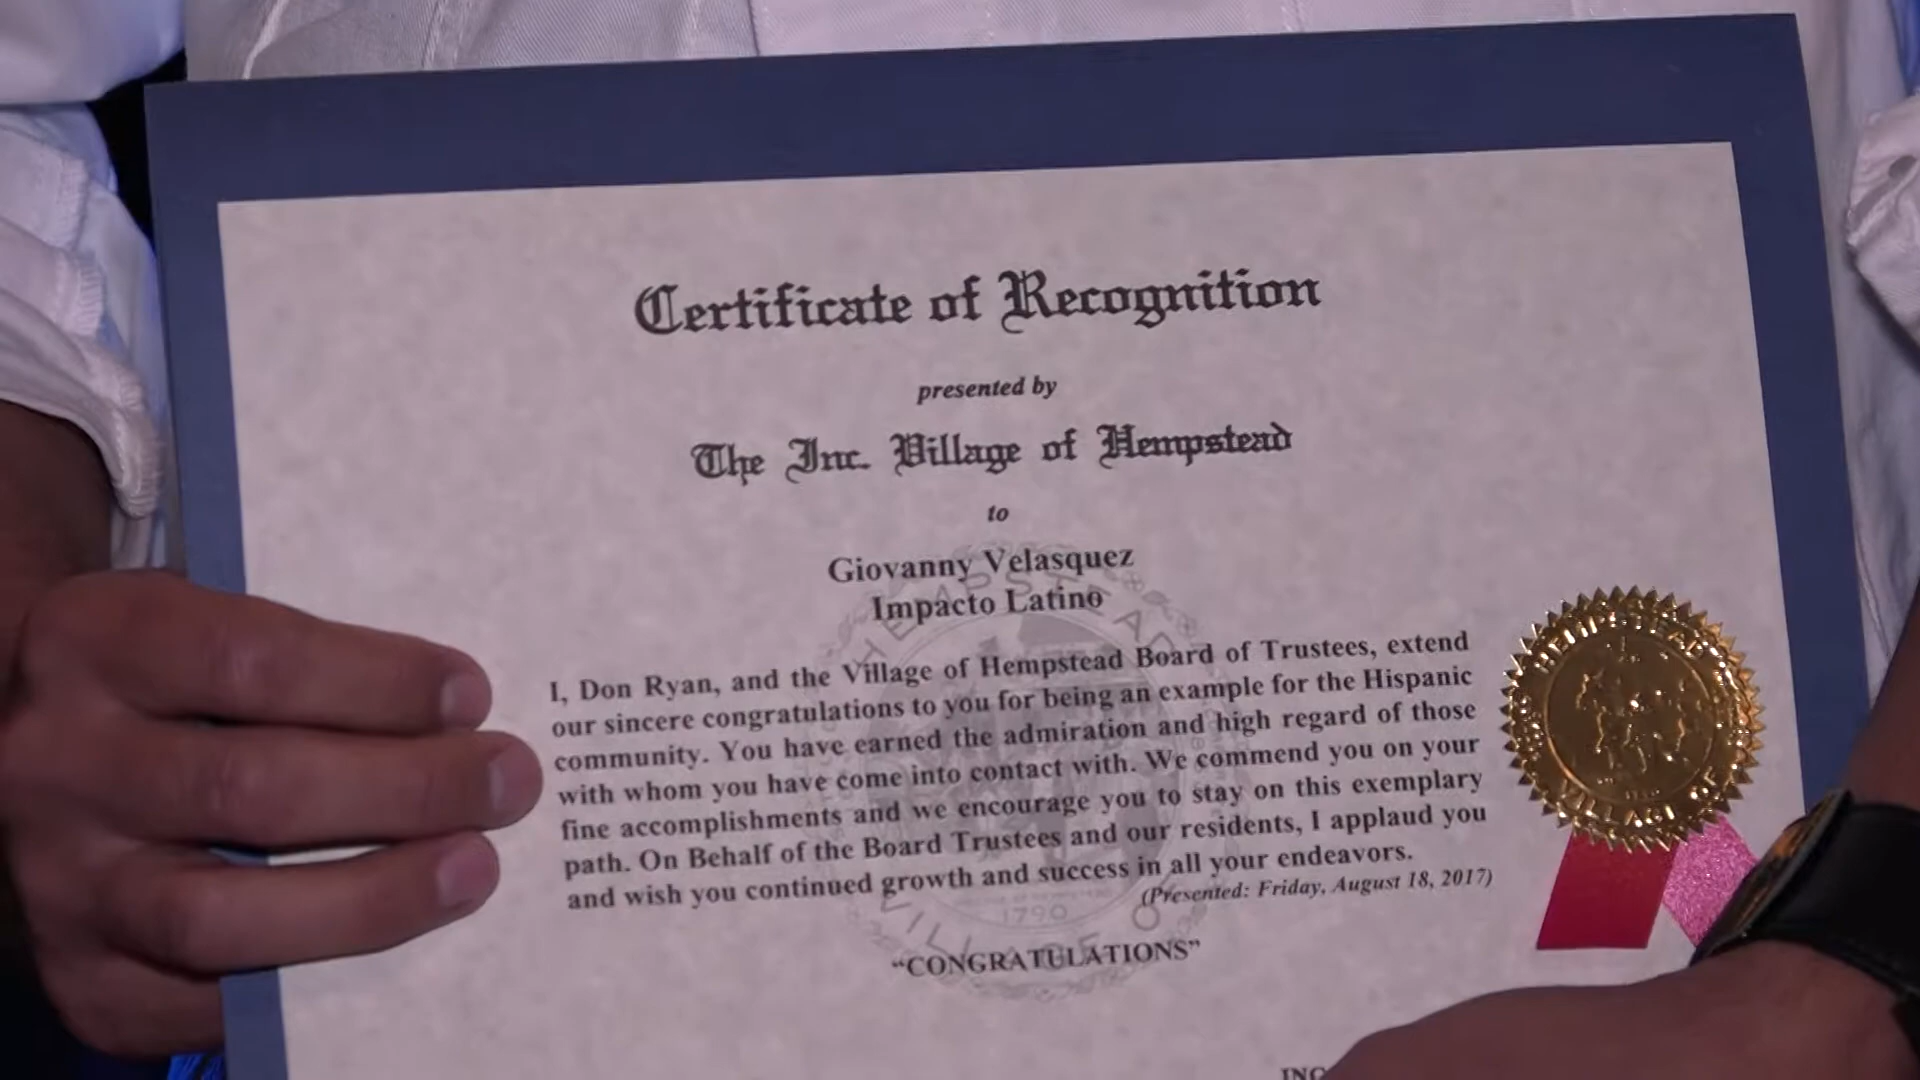 Certificate of Recognition
presented by
The Inc. Village of Hempstead
to
Giovanny Velasquez
Impacto Latino
I, Don Ryan, and the Village of Hempstead Board of Trustees, extend
our sincere congratulations to you for being an example for the Hispanic
community. You have earned the admiration and high regard of those
with whom you have come into contact with. We commend you on your
fine accomplishments and we encourage you to stay on this exemplary
path. On Behalf of the Board Trustees and our residents, I applaud you
and wish you continued growth and success in all your endeavors.
(Presented: Friday, August 18, 2017)
1790
“CONGRATULATIONS”
HEMPSTEAD
VILLAGE OF
INC